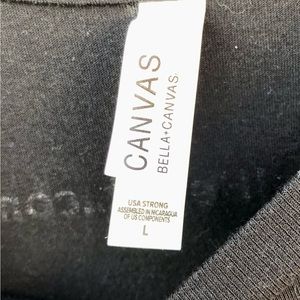 CANVAS
BELLA+CANVAS.
USA STRONG
ASSEMBLED IN NICARAGUA
OF US COMPONENTS
L